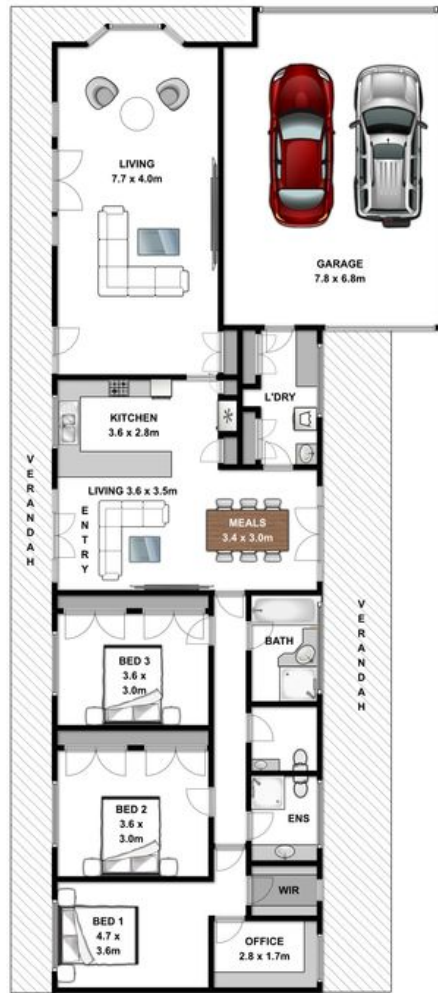 LIVING
7.7 x 4.0m
GARAGE
7.8 x 6.8m
L'DRY
KITCHEN
3.6 x 2.8m
VERANDAH
LIVING 3.6 x 3.5m
ENTRY
MEALS
3.4 x 3.0m
BATH
VERANDAH
BED 3
3.6 x
3.0m
BED 2
3.6 x
3.0m
ENS
WIR
BED 1
4.7 x
3.6m
OFFICE
2.8 x 1.7m